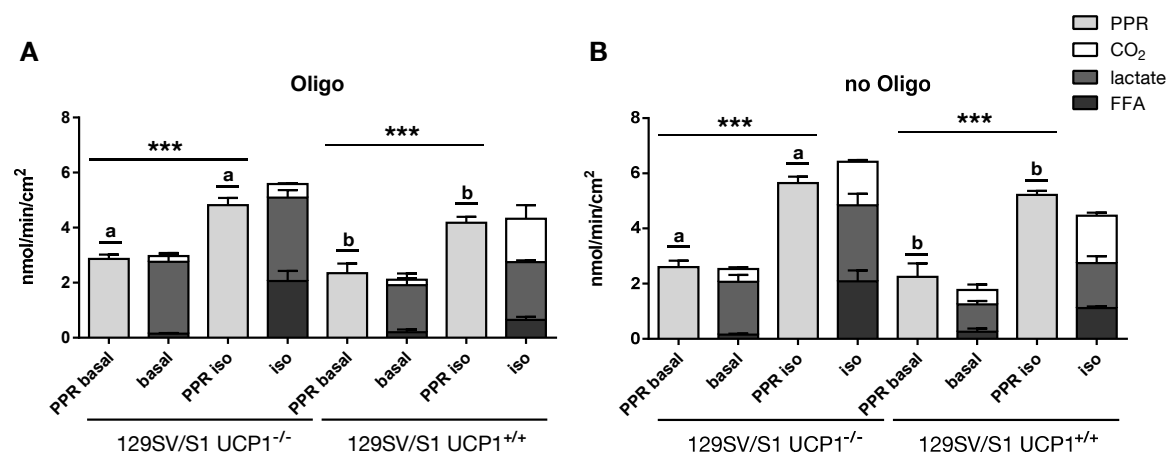 A
Oligo
nmol/min/cm²
8
6
4
2
0
***
***
a
a
b
b
PPR basal
basal
PPR iso
iso
PPR basal
basal
PPR iso
iso
129SV/S1 UCP1⁻/⁻
129SV/S1 UCP1⁺/⁺
B
no Oligo
nmol/min/cm²
8
6
4
2
0
***
***
a
a
b
b
PPR basal
basal
PPR iso
iso
PPR basal
basal
PPR iso
iso
129SV/S1 UCP1⁻/⁻
129SV/S1 UCP1⁺/⁺
PPR
CO₂
lactate
FFA